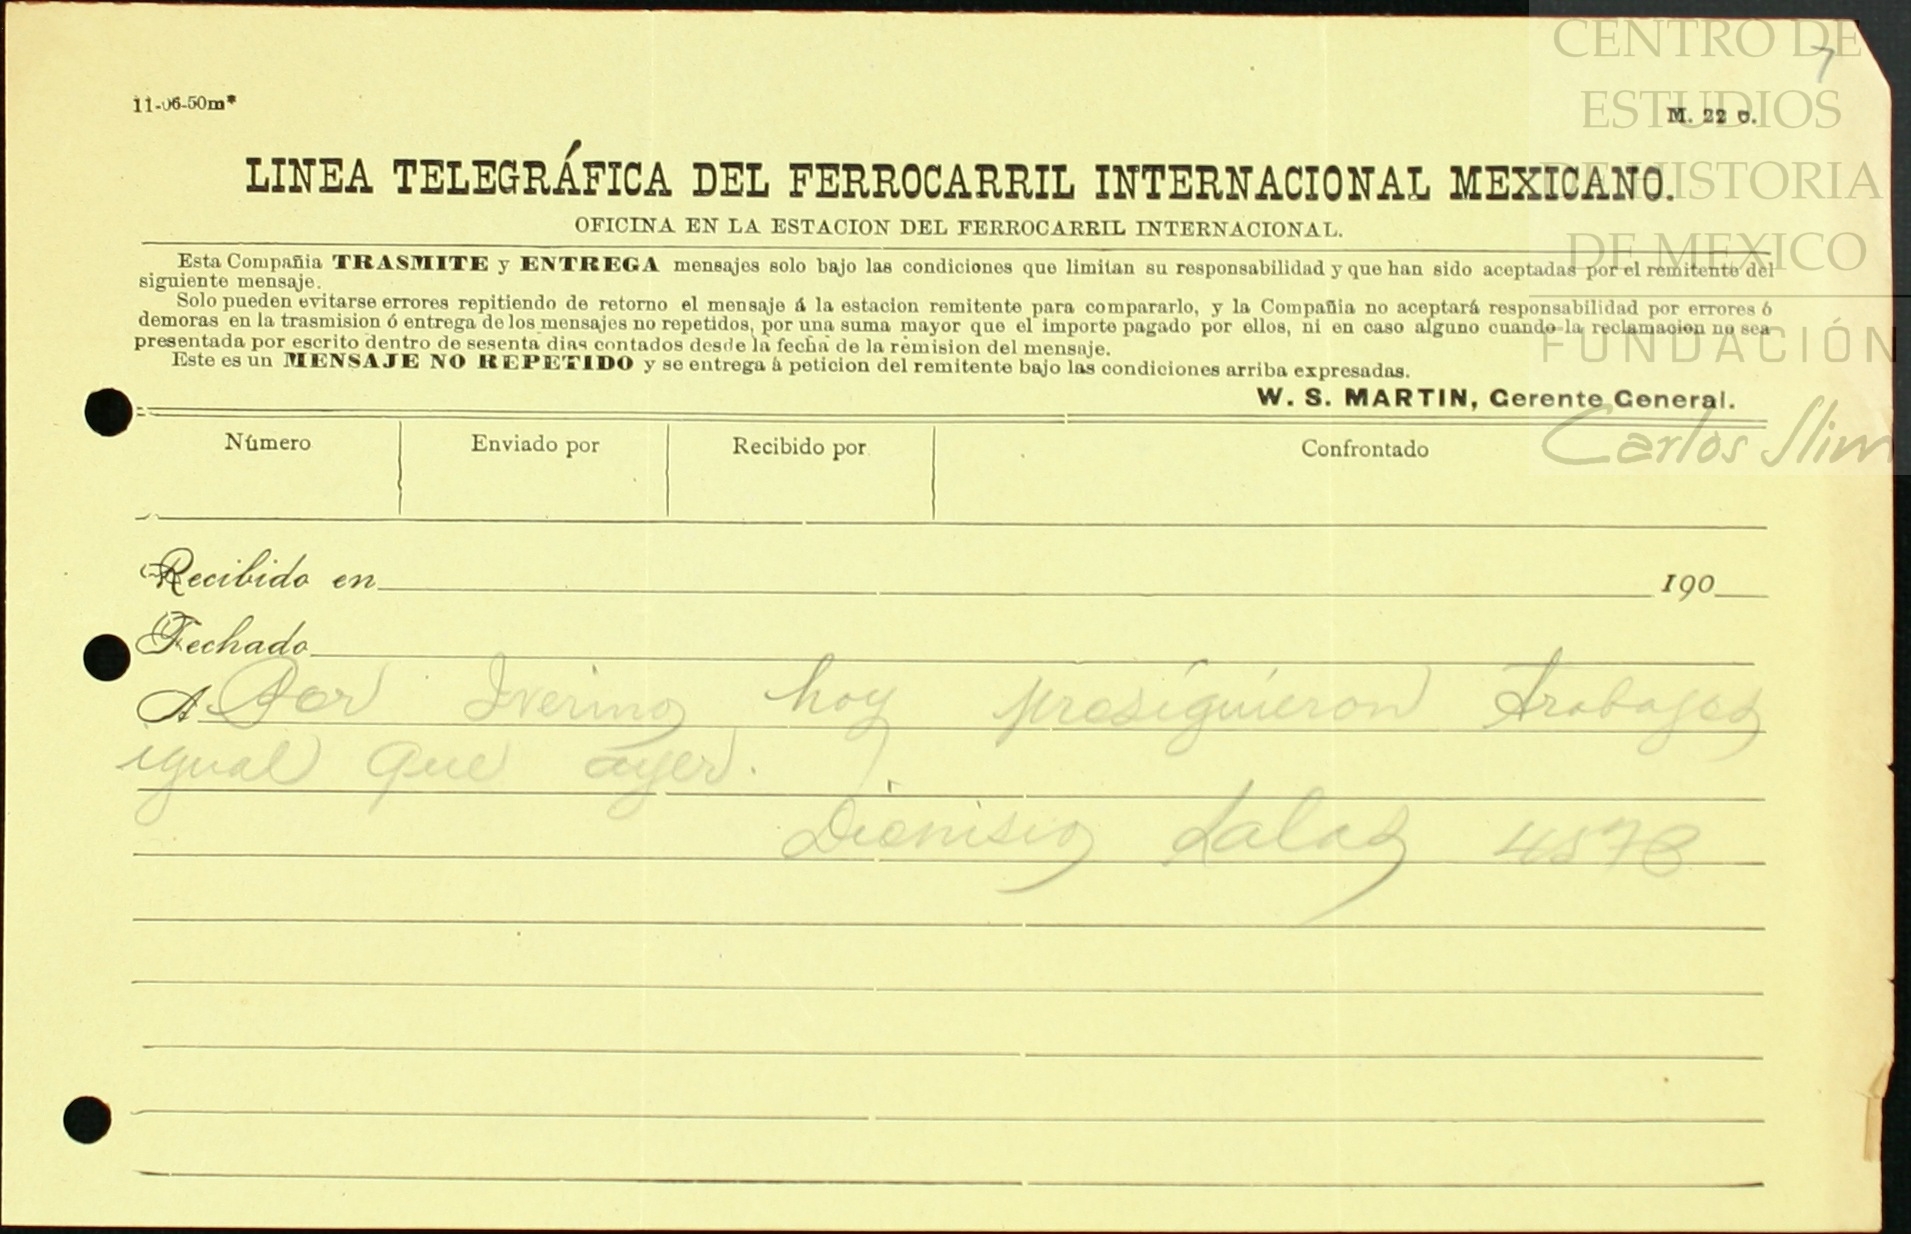 CENTRO DE
ESTUDIOS
DE HISTORIA
DE MEXICO
FUNDACIÓN
Carlos Slim
7
11-06-50m*
M. 22 c.
LINEA TELEGRÁFICA DEL FERROCARRIL INTERNACIONAL MEXICANO.
OFICINA EN LA ESTACION DEL FERROCARRIL INTERNACIONAL.
Esta Compañia TRASMITE y ENTREGA mensajes solo bajo las condiciones que limitan su responsabilidad y que han sido aceptadas por el remitente del
siguiente mensaje.
Solo pueden evitarse errores repitiendo de retorno el mensaje á la estacion remitente para compararlo, y la Compañia no aceptará responsabilidad por errores ó
demoras en la trasmision ó entrega de los mensajes no repetidos, por una suma mayor que el importe pagado por ellos, ni en caso alguno cuando la reclamacion no sea
presentada por escrito dentro de sesenta dias contados desde la fecha de la remision del mensaje.
Este es un MENSAJE NO REPETIDO y se entrega á peticion del remitente bajo las condiciones arriba expresadas.
W. S. MARTIN, Gerente General.
Número Enviado por Recibido por Confrontado
Recibido en 190
Fechado
A Por hoy prosiguieron trabajos
igual que ayer.
Dionisio Salas 4578